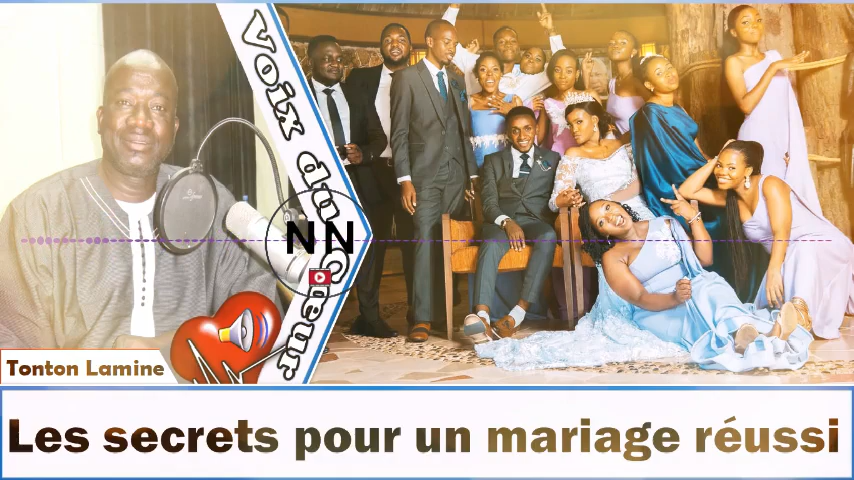 Voix du Cœur
NN
Tonton Lamine
Les secrets pour un mariage réussi